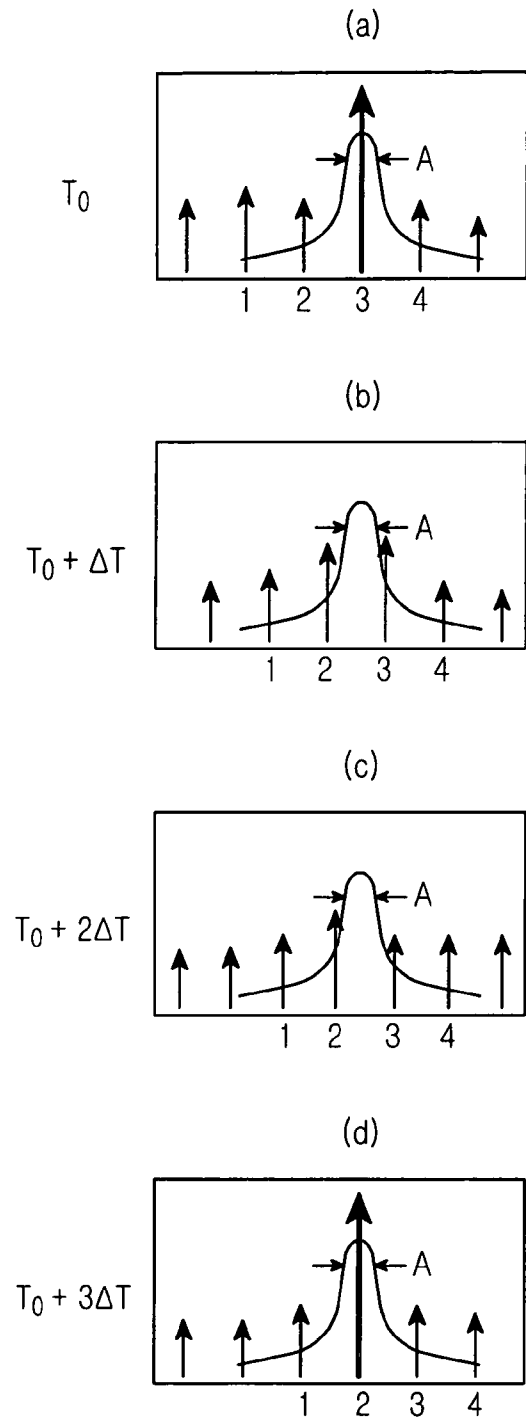 (a)
T₀
A
1 2 3 4
(b)
T₀ + ΔT
A
1 2 3 4
(c)
T₀ + 2ΔT
A
1 2 3 4
(d)
T₀ + 3ΔT
A
1 2 3 4